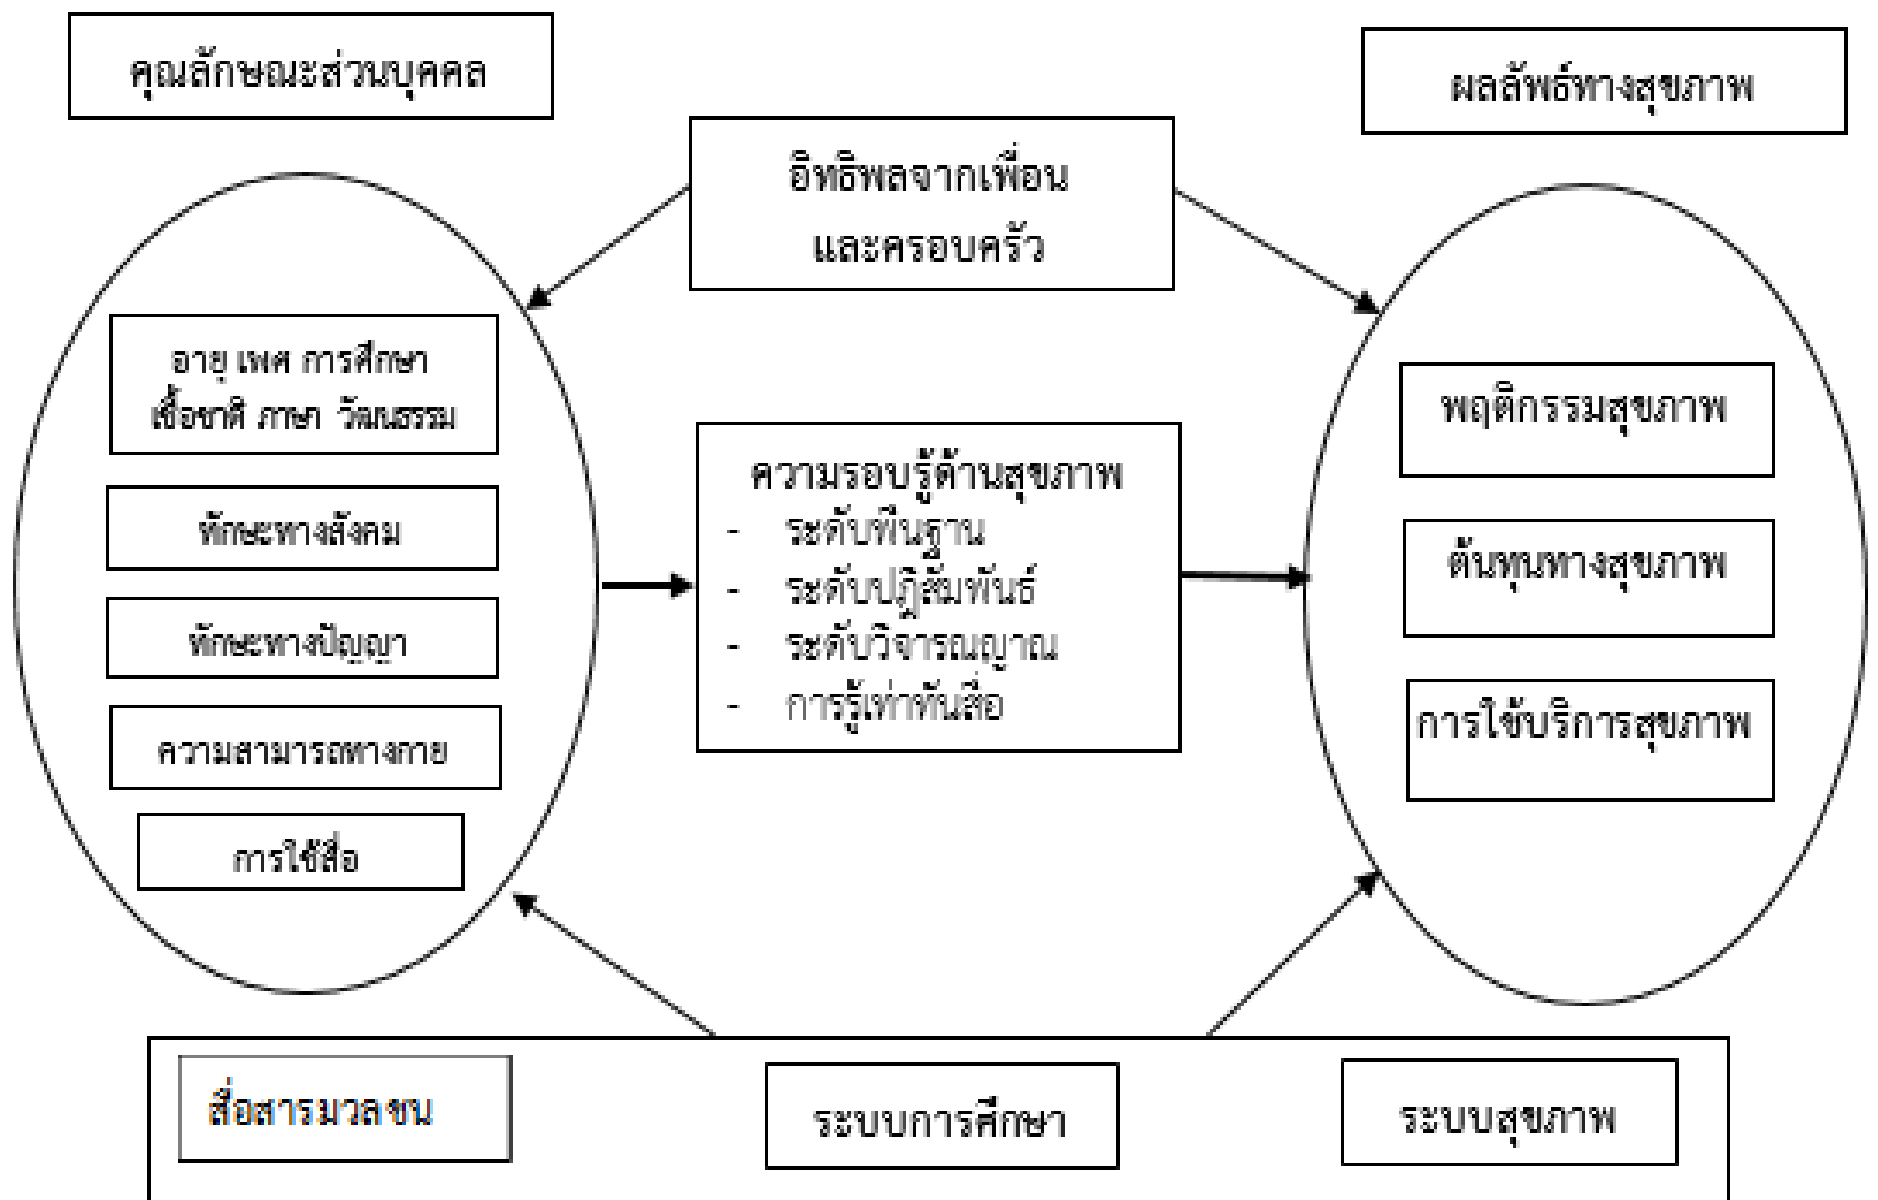 คุณลักษณะส่วนบุคคล
ผลลัพธ์ทางสุขภาพ
อิทธิพลจากเพื่อน
และครอบครัว
อายุ เพศ การศึกษา
เชื้อชาติ ภาษา วัฒนธรรม
ทักษะทางสังคม
ทักษะทางปัญญา
ความสามารถทางกาย
การใช้สื่อ
ความรอบรู้ด้านสุขภาพ
- ระดับพื้นฐาน
- ระดับปฏิสัมพันธ์
- ระดับวิจารณญาณ
- การรู้เท่าทันสื่อ
พฤติกรรมสุขภาพ
ต้นทุนทางสุขภาพ
การใช้บริการสุขภาพ
สื่อสารมวลชน
ระบบการศึกษา
ระบบสุขภาพ